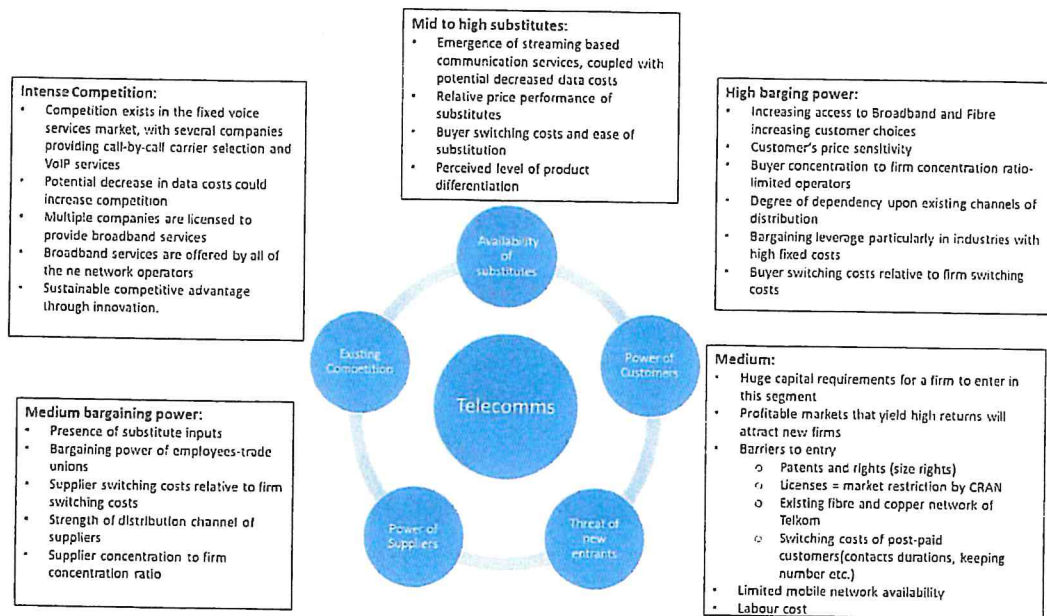 Mid to high substitutes:
• Emergence of streaming based
communication services, coupled with
potential decreased data costs
• Relative price performance of
substitutes
• Buyer switching costs and ease of
substitution
• Perceived level of product
differentiation
Intense Competition:
• Competition exists in the fixed voice
services market, with several companies
providing call-by-call carrier selection and
VoIP services
• Potential decrease in data costs could
increase competition
• Multiple companies are licensed to
provide broadband services
• Broadband services are offered by all of
the ne network operators
• Sustainable competitive advantage
through innovation.
High barging power:
• Increasing access to Broadband and Fibre
increasing customer choices
• Customer's price sensitivity
• Buyer concentration to firm concentration ratio-
limited operators
• Degree of dependency upon existing channels of
distribution
• Bargaining leverage particularly in industries with
high fixed costs
• Buyer switching costs relative to firm switching
costs
Availability
of
substitutes
Existing
Competition
Power of
Customers
Telecomms
Power of
Suppliers
Threat of
new
entrants
Medium bargaining power:
• Presence of substitute inputs
• Bargaining power of employees-trade
unions
• Supplier switching costs relative to firm
switching costs
• Strength of distribution channel of
suppliers
• Supplier concentration to firm
concentration ratio
Medium:
• Huge capital requirements for a firm to enter in
this segment
• Profitable markets that yield high returns will
attract new firms
• Barriers to entry
o Patents and rights (size rights)
o Licenses = market restriction by CRAN
o Existing fibre and copper network of
Telkom
o Switching costs of post-paid
customers(contacts durations, keeping
number etc.)
• Limited mobile network availability
• Labour cost